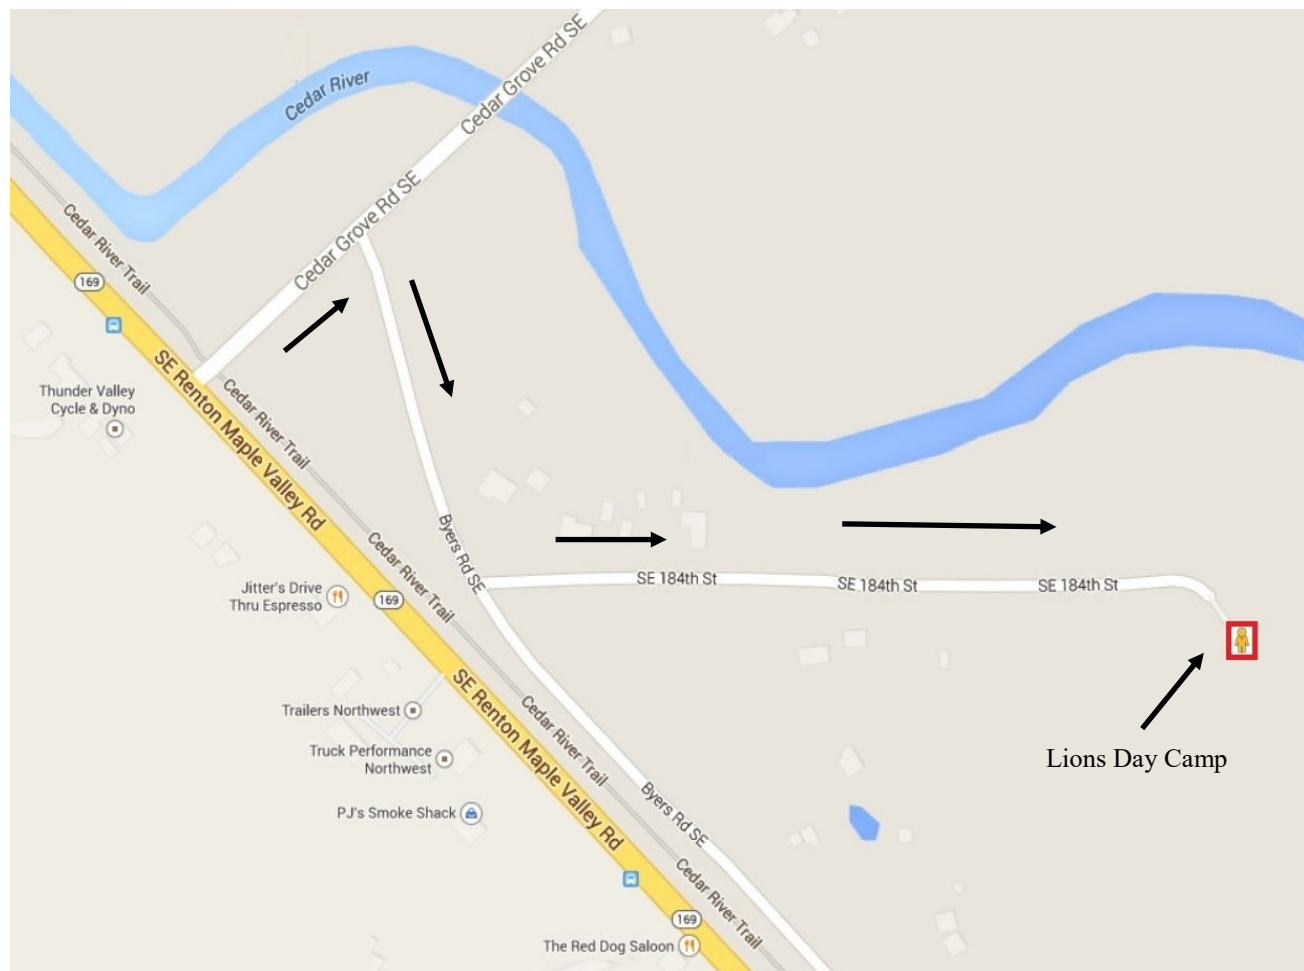 Cedar Grove Rd SE
Cedar River
Cedar Grove Rd SE
Cedar Grove Rd SE
Cedar River Trail
169
SE Renton Maple Valley Rd
Thunder Valley
Cycle & Dyno
Cedar River Trail
Byers Rd SE
SE 184th St
SE 184th St
SE 184th St
Cedar River Trail
Jitter's Drive
Thru Espresso
169
SE Renton Maple Valley Rd
Trailers Northwest
Cedar River Trail
Truck Performance
Northwest
Lions Day Camp
PJ's Smoke Shack
Byers Rd SE
Cedar River Trail
169
The Red Dog Saloon